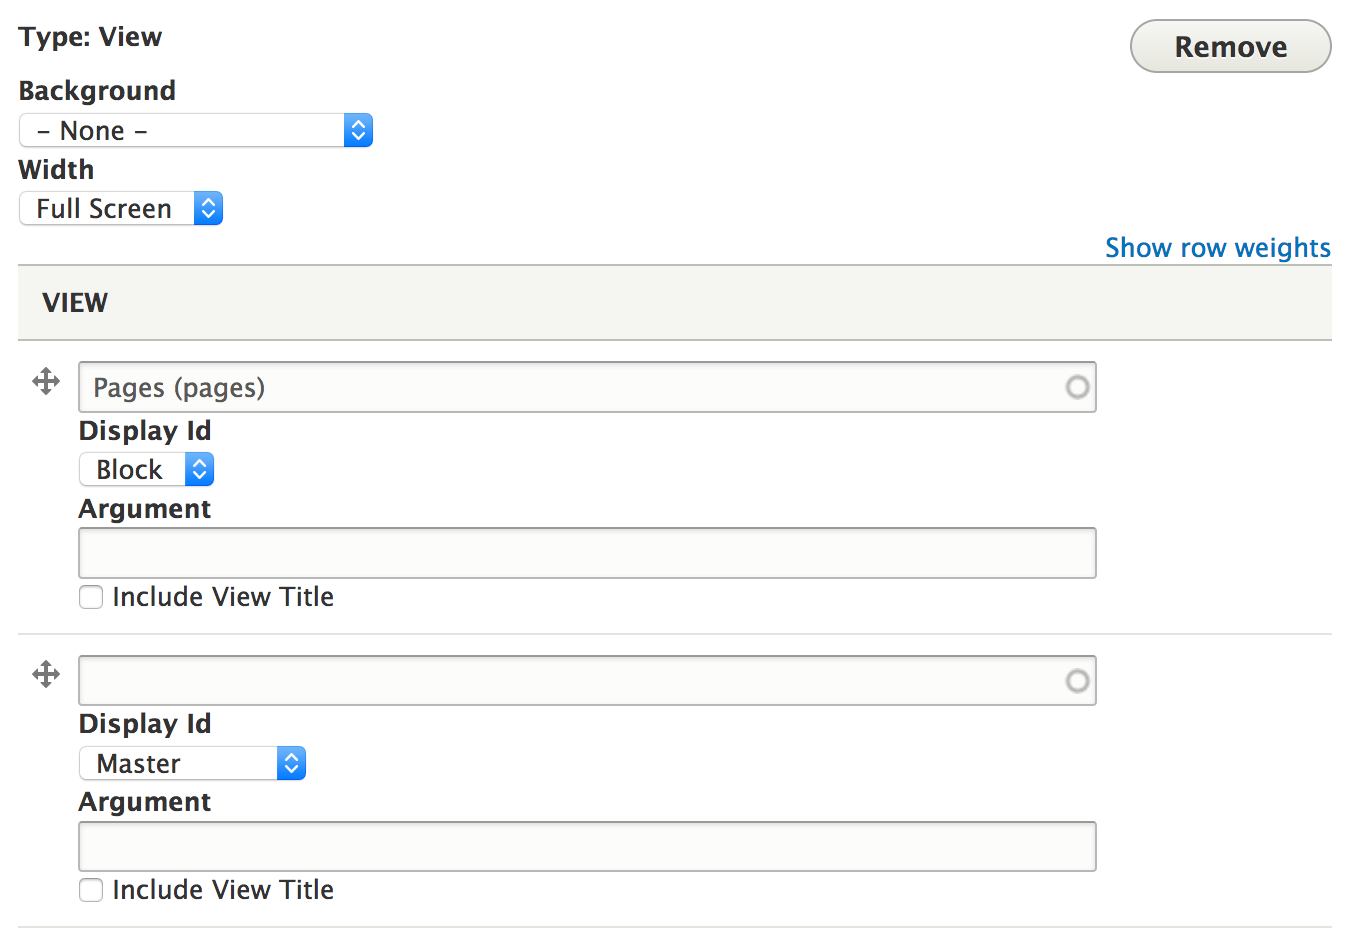 Type: View
Remove
Background
– None –
Width
Full Screen
Show row weights
VIEW
Pages (pages)
Display Id
Block
Argument
Include View Title
Display Id
Master
Argument
Include View Title